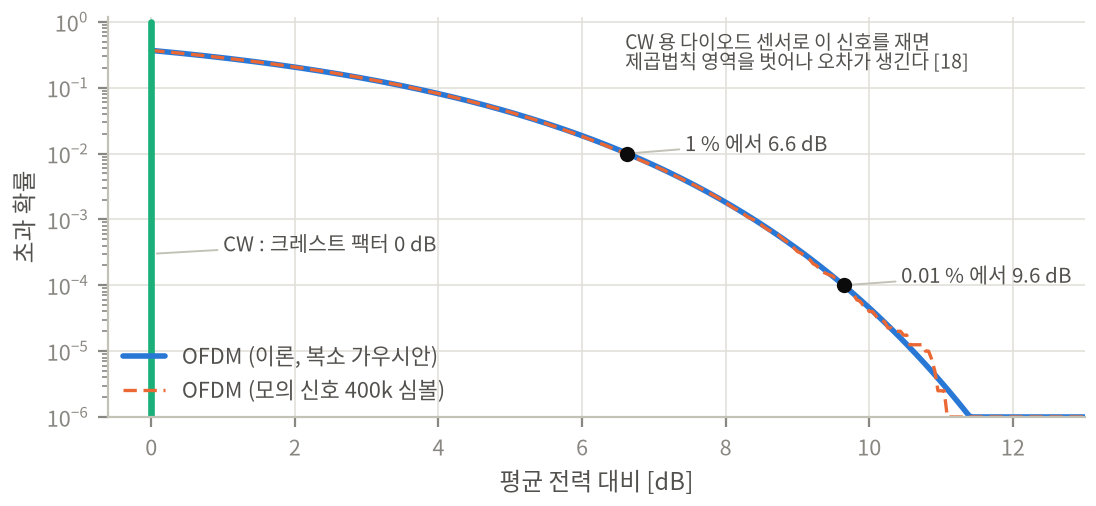 10⁰
10⁻¹
10⁻²
10⁻³
10⁻⁴
10⁻⁵
10⁻⁶
초과 확률
CW 용 다이오드 센서로 이 신호를 재면
제곱법칙 영역을 벗어나 오차가 생긴다 [18]
1 % 에서 6.6 dB
CW : 크레스트 팩터 0 dB
0.01 % 에서 9.6 dB
OFDM (이론, 복소 가우시안)
OFDM (모의 신호 400k 심볼)
0 2 4 6 8 10 12
평균 전력 대비 [dB]